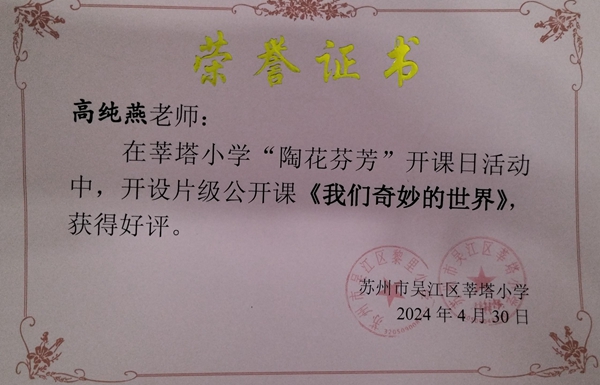 荣誉证书
高纯燕老师：
在莘塔小学“陶花芬芳”开课日活动
中，开设片级公开课《我们奇妙的世界》，
获得好评。
苏州市吴江区莘塔小学
2024年4月30日